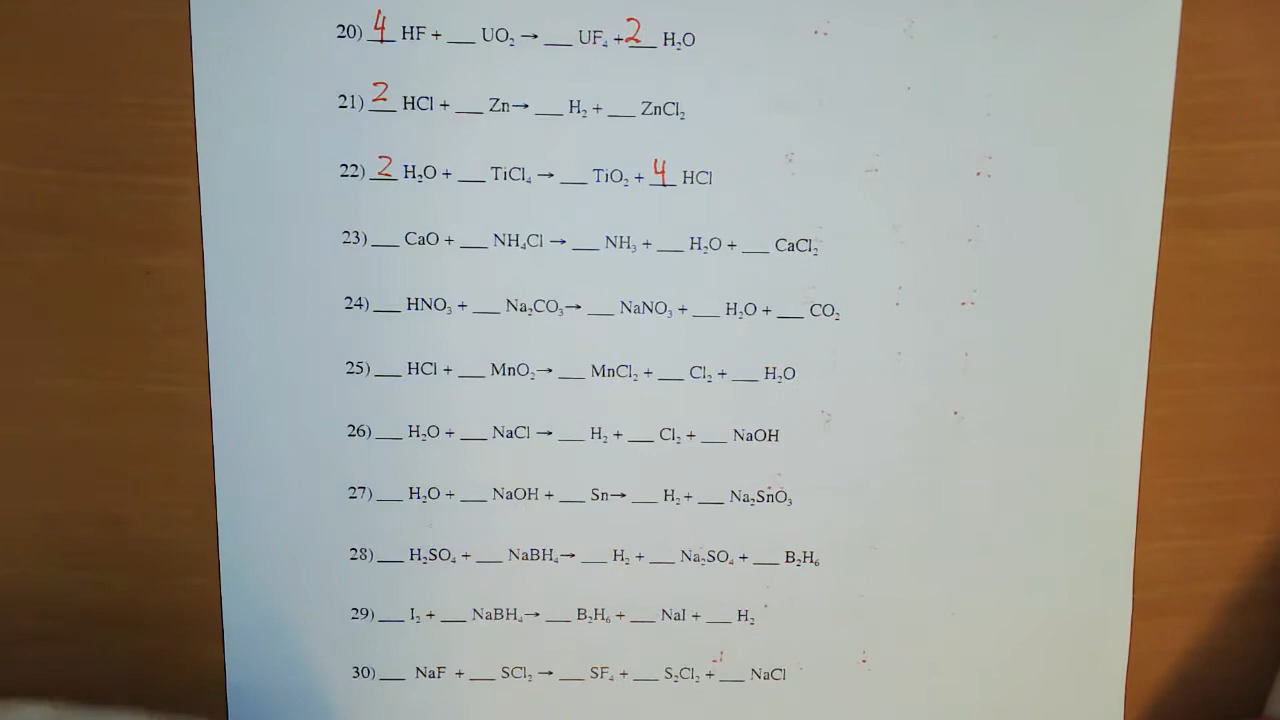 20) 4 HF + ___ UO₂ → ___ UF₄ + 2 H₂O
21) 2 HCl + ___ Zn → ___ H₂ + ___ ZnCl₂
22) 2 H₂O + ___ TiCl₄ → ___ TiO₂ + 4 HCl
23) ___ CaO + ___ NH₄Cl → ___ NH₃ + ___ H₂O + ___ CaCl₂
24) ___ HNO₃ + ___ Na₂CO₃ → ___ NaNO₃ + ___ H₂O + ___ CO₂
25) ___ HCl + ___ MnO₂ → ___ MnCl₂ + ___ Cl₂ + ___ H₂O
26) ___ H₂O + ___ NaCl → ___ H₂ + ___ Cl₂ + ___ NaOH
27) ___ H₂O + ___ NaOH + ___ Sn → ___ H₂ + ___ Na₂SnO₃
28) ___ H₂SO₄ + ___ NaBH₄ → ___ H₂ + ___ Na₂SO₄ + ___ B₂H₆
29) ___ I₂ + ___ NaBH₄ → ___ B₂H₆ + ___ NaI + ___ H₂
30) ___ NaF + ___ SCl₂ → ___ SF₄ + ___ S₂Cl₂ + ___ NaCl